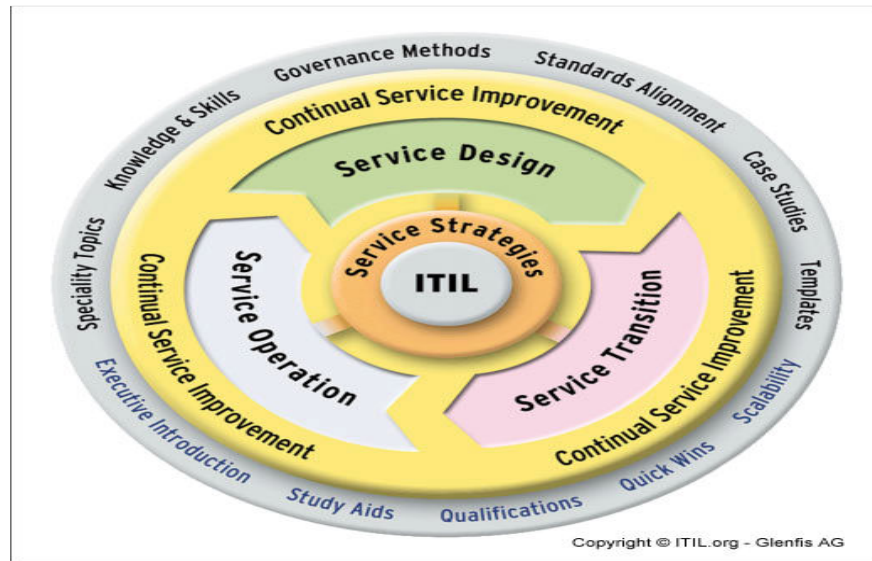 Governance Methods
Standards Alignment
Knowledge & Skills
Case Studies
Speciality Topics
Templates
Executive Introduction
Scalability
Study Aids
Qualifications
Quick Wins
Continual Service Improvement
Continual Service Improvement
Continual Service Improvement
Service Design
Service Operation
Service Transition
Service Strategies
ITIL
Copyright © ITIL.org - Glenfis AG